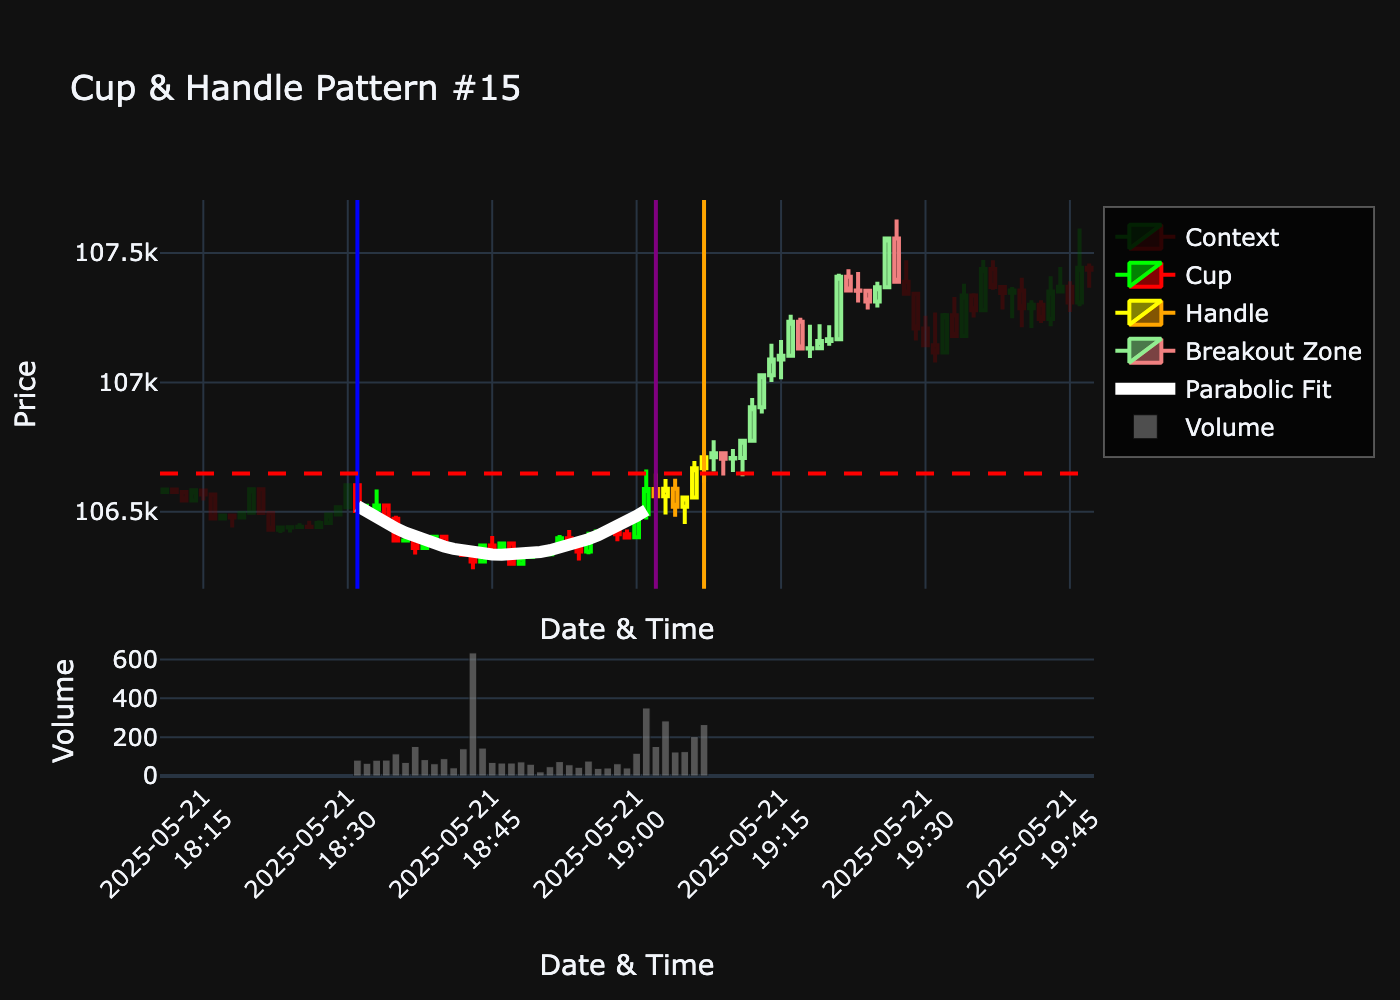 Cup & Handle Pattern #15
107.5k
107k
106.5k
Price
Date & Time
Context
Cup
Handle
Breakout Zone
Parabolic Fit
Volume
600
400
200
0
Volume
2025-05-21
18:15
2025-05-21
18:30
2025-05-21
18:45
2025-05-21
19:00
2025-05-21
19:15
2025-05-21
19:30
2025-05-21
19:45
Date & Time